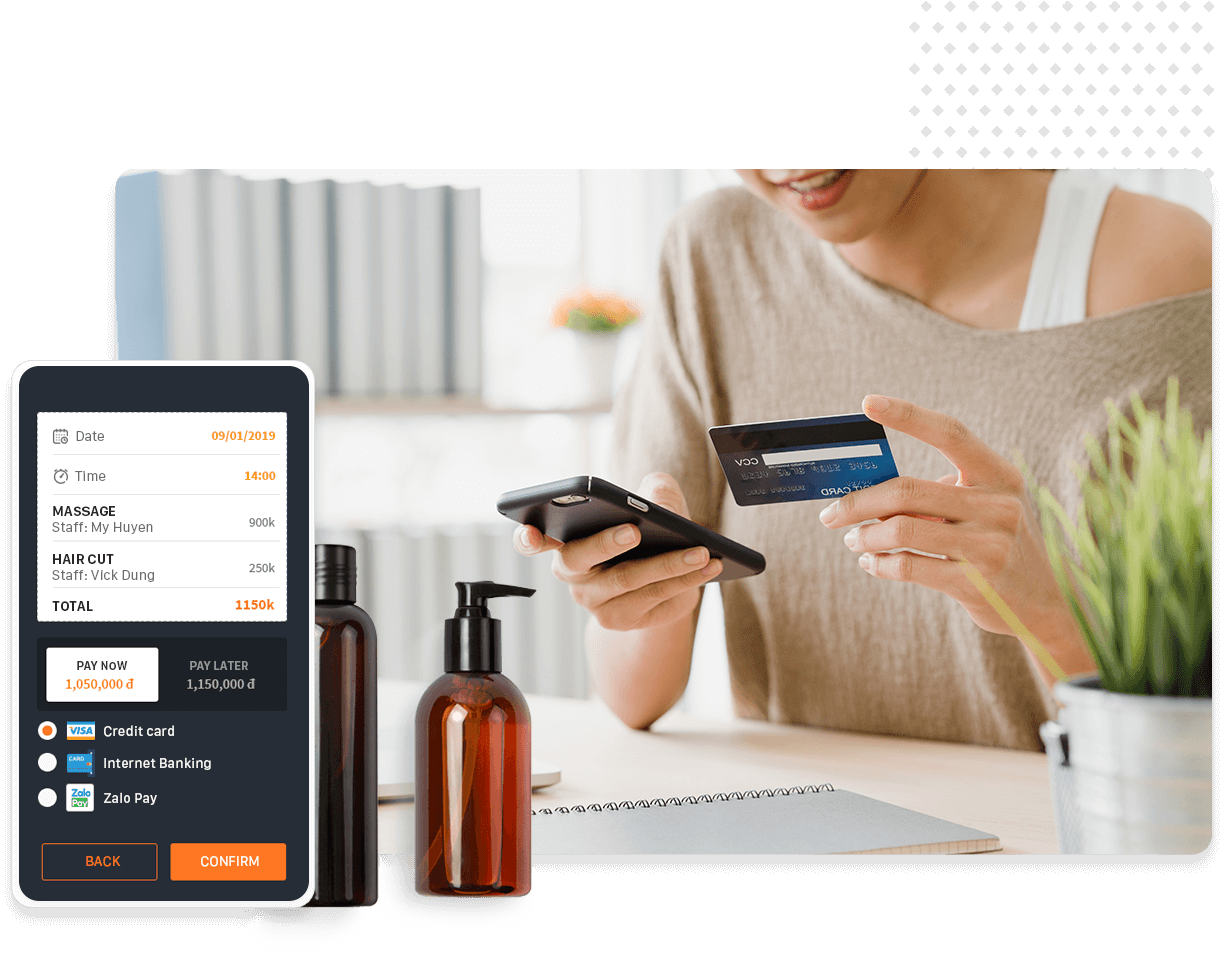 Date 09/01/2019
Time 14:00
MASSAGE
Staff: My Huyen 900k
HAIR CUT
Staff: Vick Dung 250k
TOTAL 1150k
PAY NOW PAY LATER
1,050,000 đ 1,150,000 đ
VISA Credit card
CARD Internet Banking
Zalo
Pay Zalo Pay
BACK CONFIRM
CCV